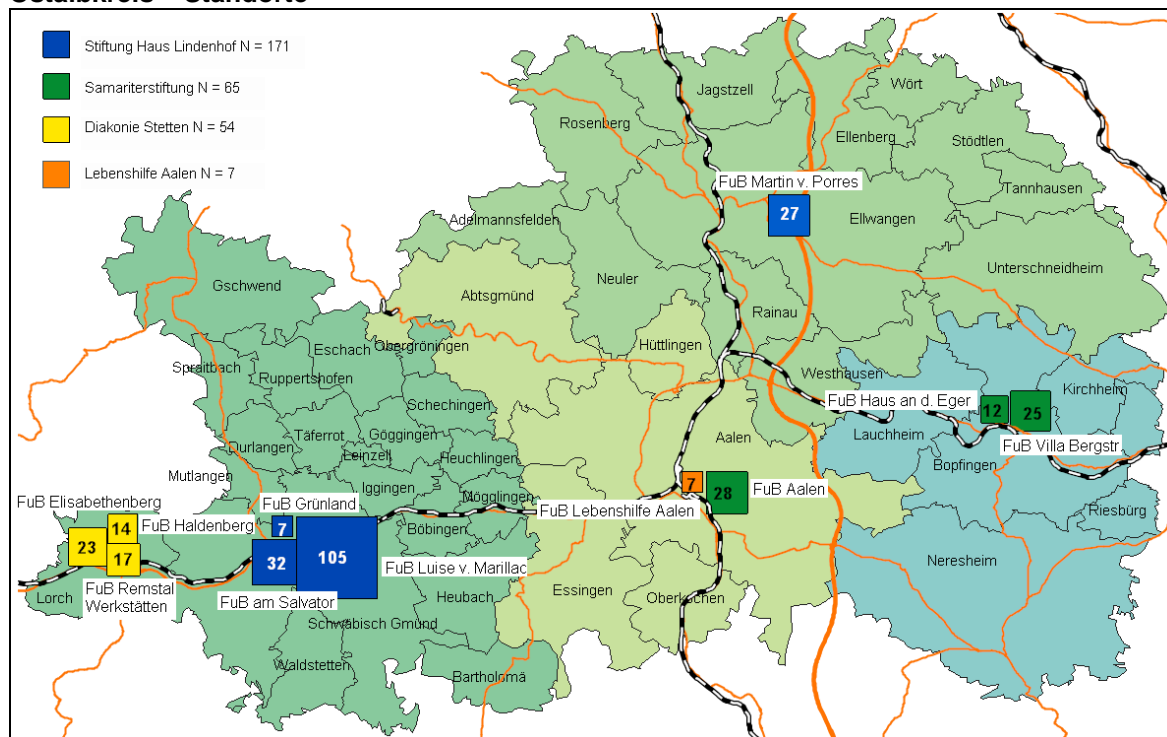 Ostalbkreis – Standorte
Stiftung Haus Lindenhof N = 171
Samariterstiftung N = 65
Diakonie Stetten N = 54
Lebenshilfe Aalen N = 7
Jagstzell
Wört
Rosenberg
Ellenberg
Stödtlen
Tannhausen
FuB Martin v. Porres
27
Ellwangen
Adelmannsfelden
Neuler
Unterschneidheim
Gschwend
Abtsgmünd
Rainau
Obergröningen
Hüttlingen
Eschach
Spraitbach
Ruppertshofen
Westhausen
Kirchheim
FuB Haus an d. Eger
12
25
Schechingen
Täferrot
Göggingen
Durlangen
Leinzell
Heuchlingen
Aalen
Lauchheim
FuB Villa Bergstr.
Bopfingen
Mutlangen
Iggingen
Mögglingen
7
28
FuB Aalen
FuB Elisabethenberg
FuB Grünland
FuB Lebenshilfe Aalen
Riesbürg
14
FuB Haldenberg
7
Böbingen
23
17
32
105
FuB Luise v. Marillac
Neresheim
Lorch
FuB Remstal
Werkstätten
FuB am Salvator
Heubach
Essingen
Oberkochen
Schwäbisch Gmünd
Waldstetten
Bartholomä